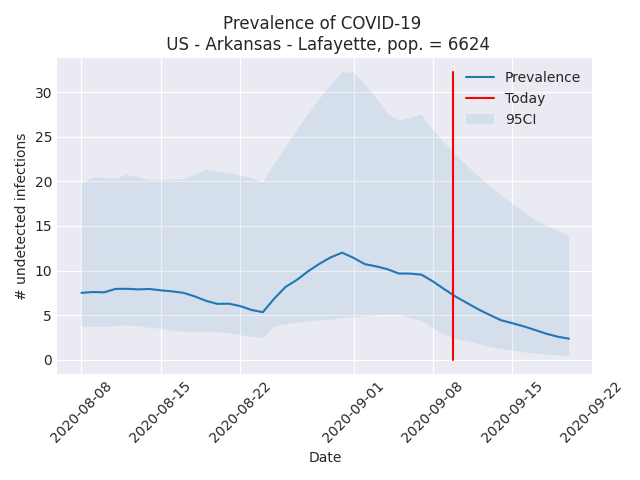 Prevalence of COVID-19
US - Arkansas - Lafayette, pop. = 6624
Prevalence
Today
95CI
30
25
20
15
10
5
0
# undetected infections
2020-08-08
2020-08-15
2020-08-22
2020-09-01
2020-09-08
2020-09-15
2020-09-22
Date